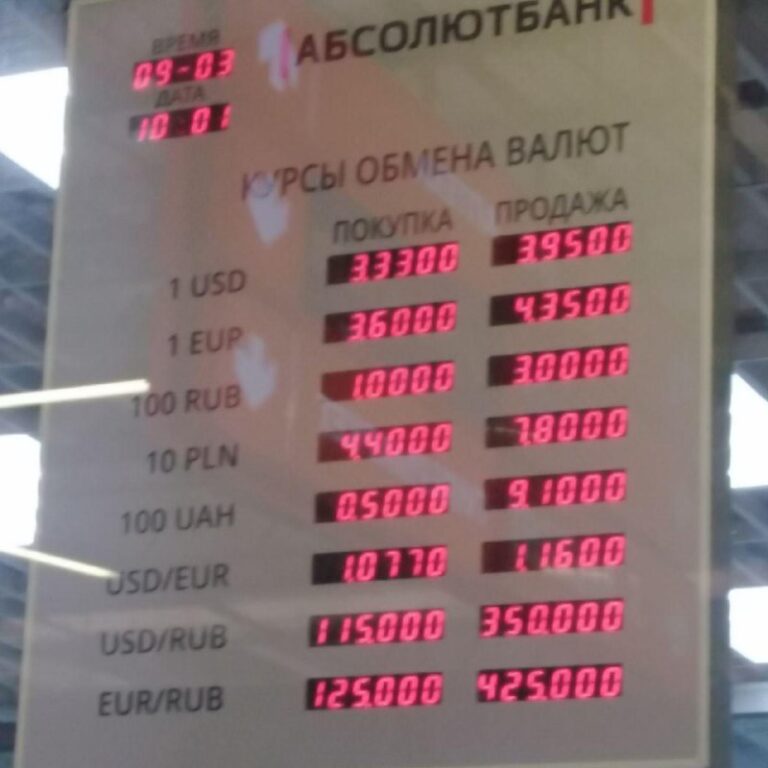 ВРЕМЯ
09-03
ДАТА
10 01
АБСОЛЮТБАНК
КУРСЫ ОБМЕНА ВАЛЮТ
ПОКУПКА ПРОДАЖА
1 USD 3.3300 3.9500
1 EUP 3.6000 4.3500
100 RUB 1.0000 3.0000
10 PLN 4.4000 7.8000
100 UAH 0.5000 9.1000
USD/EUR 1.0770 1.1600
USD/RUB 115.000 350.000
EUR/RUB 125.000 425.000